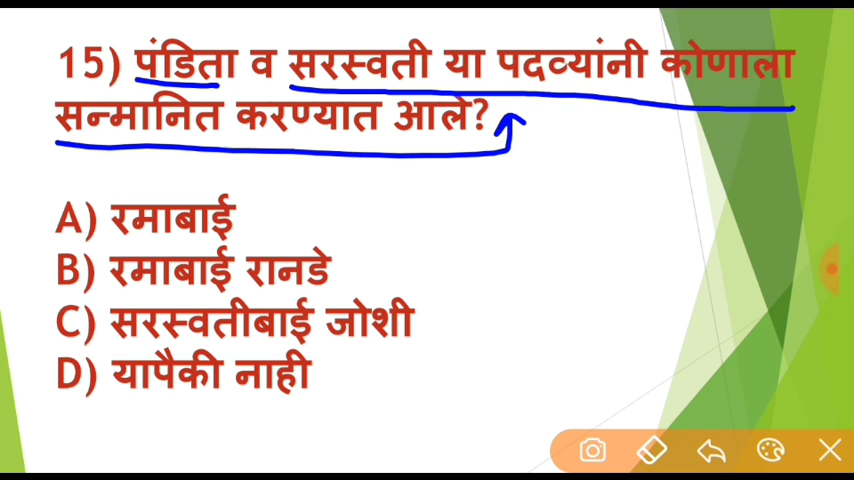 15) पंडिता व सरस्वती या पदव्यांनी कोणाला
सन्मानित करण्यात आले?
A) रमाबाई
B) रमाबाई रानडे
C) सरस्वतीबाई जोशी
D) यापैकी नाही